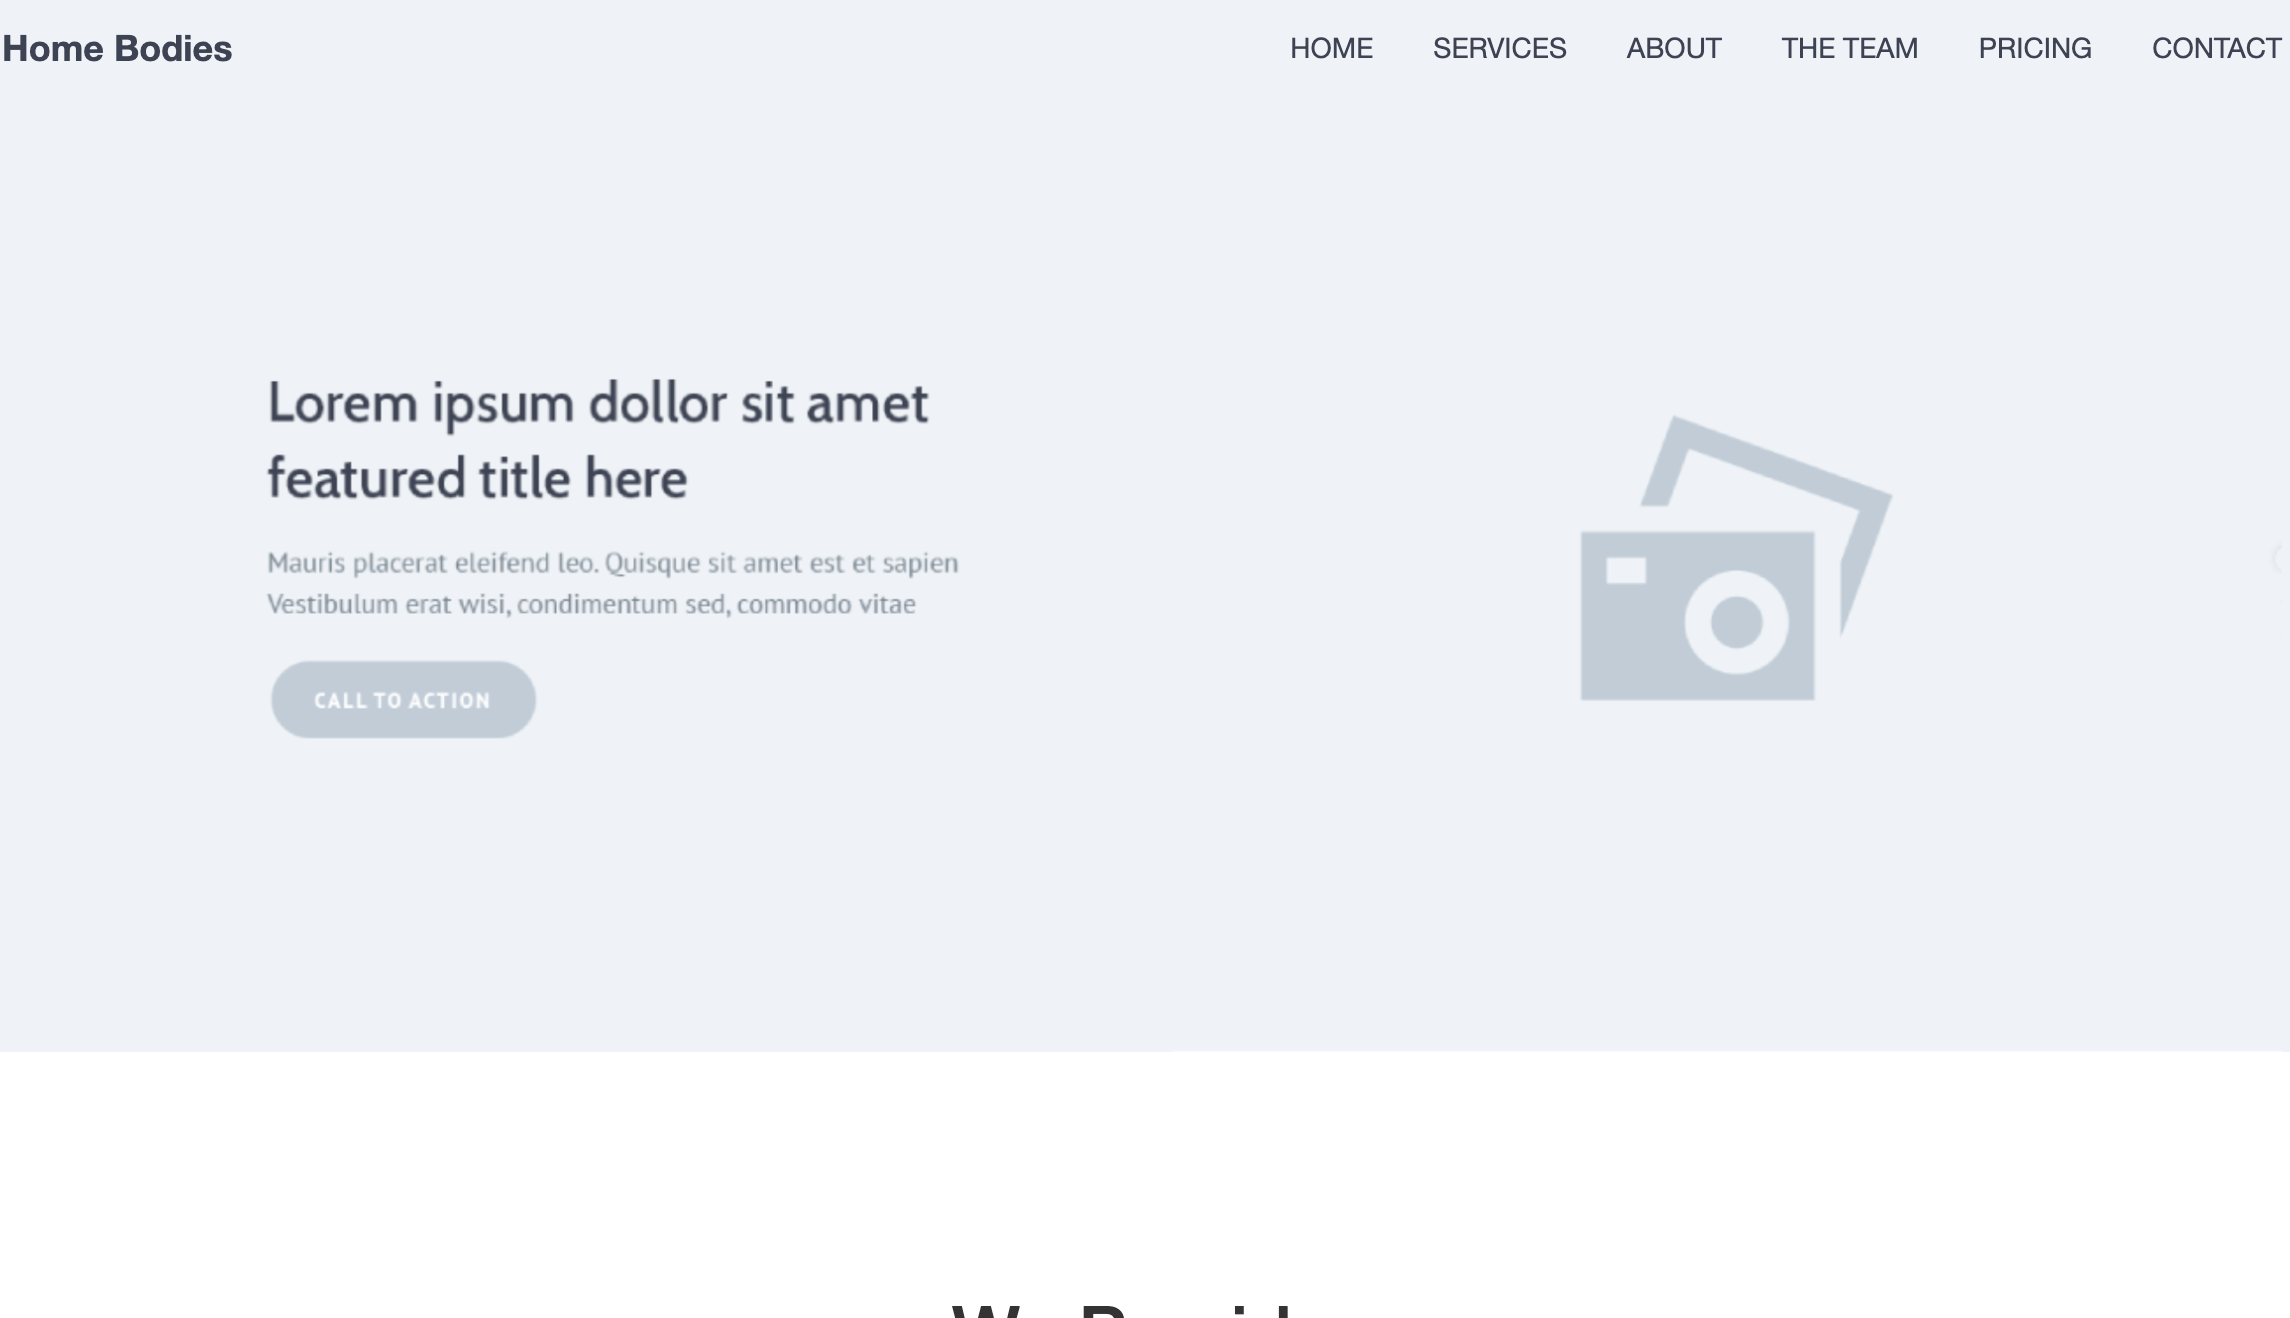 Home Bodies
HOME SERVICES ABOUT THE TEAM PRICING CONTACT
Lorem ipsum dollor sit amet
featured title here
Mauris placerat eleifend leo. Quisque sit amet est et sapien
Vestibulum erat wisi, condimentum sed, commodo vitae
CALL TO ACTION